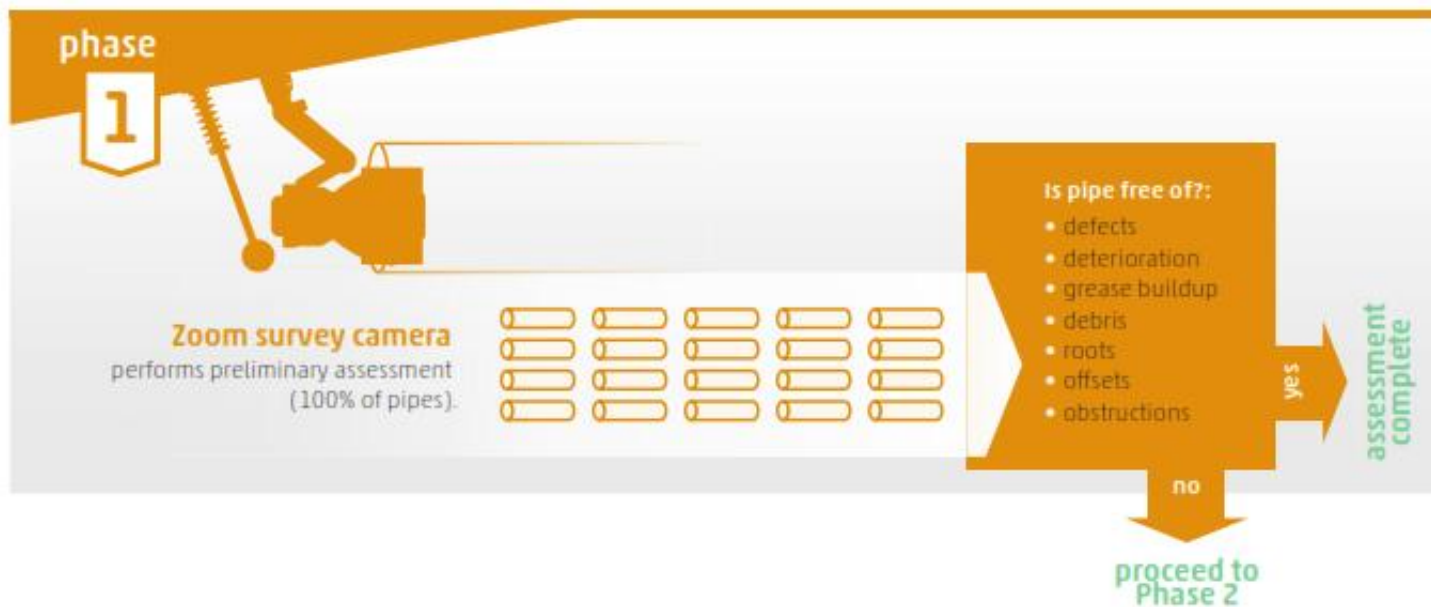 phase
1
Zoom survey camera
performs preliminary assessment
(100% of pipes).
Is pipe free of?:
• defects
• deterioration
• grease buildup
• debris
• roots
• offsets
• obstructions
yes
assessment
complete
no
proceed to
Phase 2